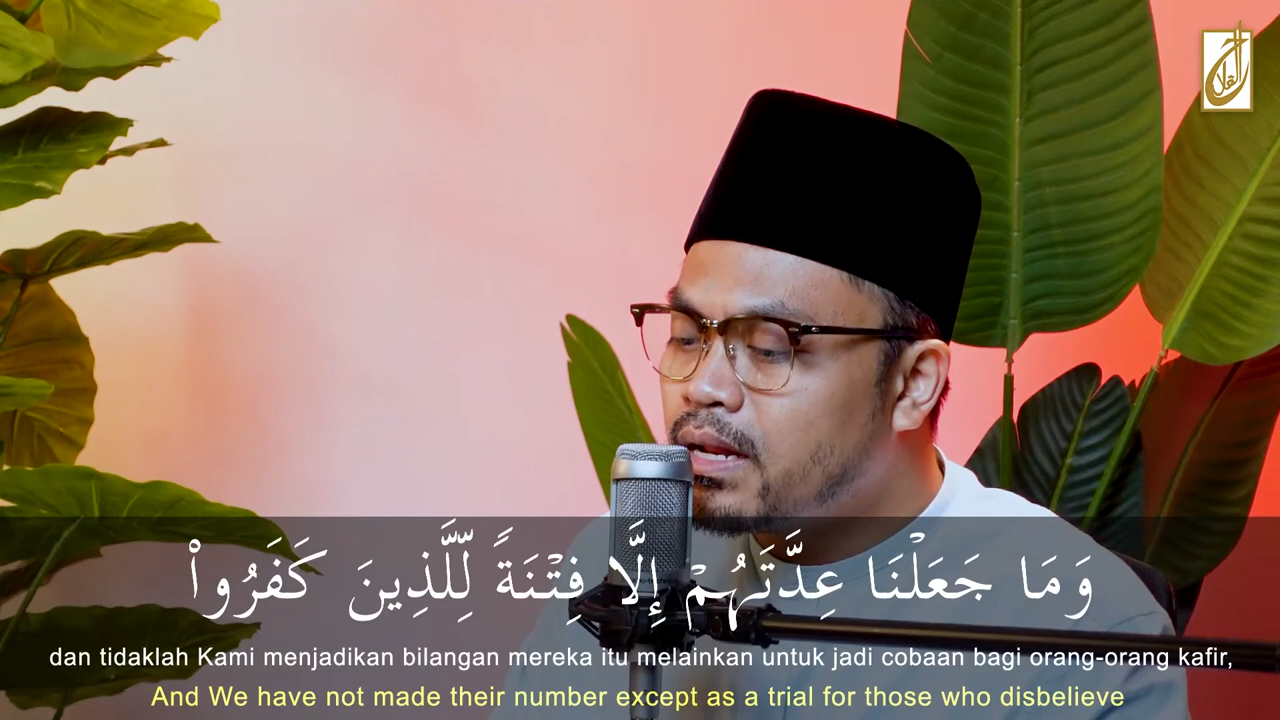 وَمَا جَعَلْنَا عِدَّتَهُمْ إِلَّا فِتْنَةً لِّلَّذِينَ كَفَرُوا۟
dan tidaklah Kami menjadikan bilangan mereka itu melainkan untuk jadi cobaan bagi orang-orang kafir,
And We have not made their number except as a trial for those who disbelieve